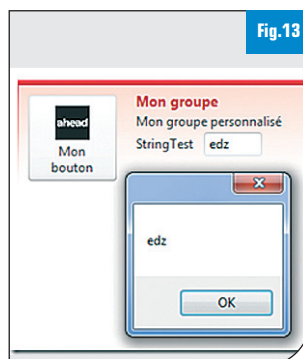 Fig.13
ahead
Mon
bouton
Mon groupe
Mon groupe personnalisé
StringTest edz
edz
OK